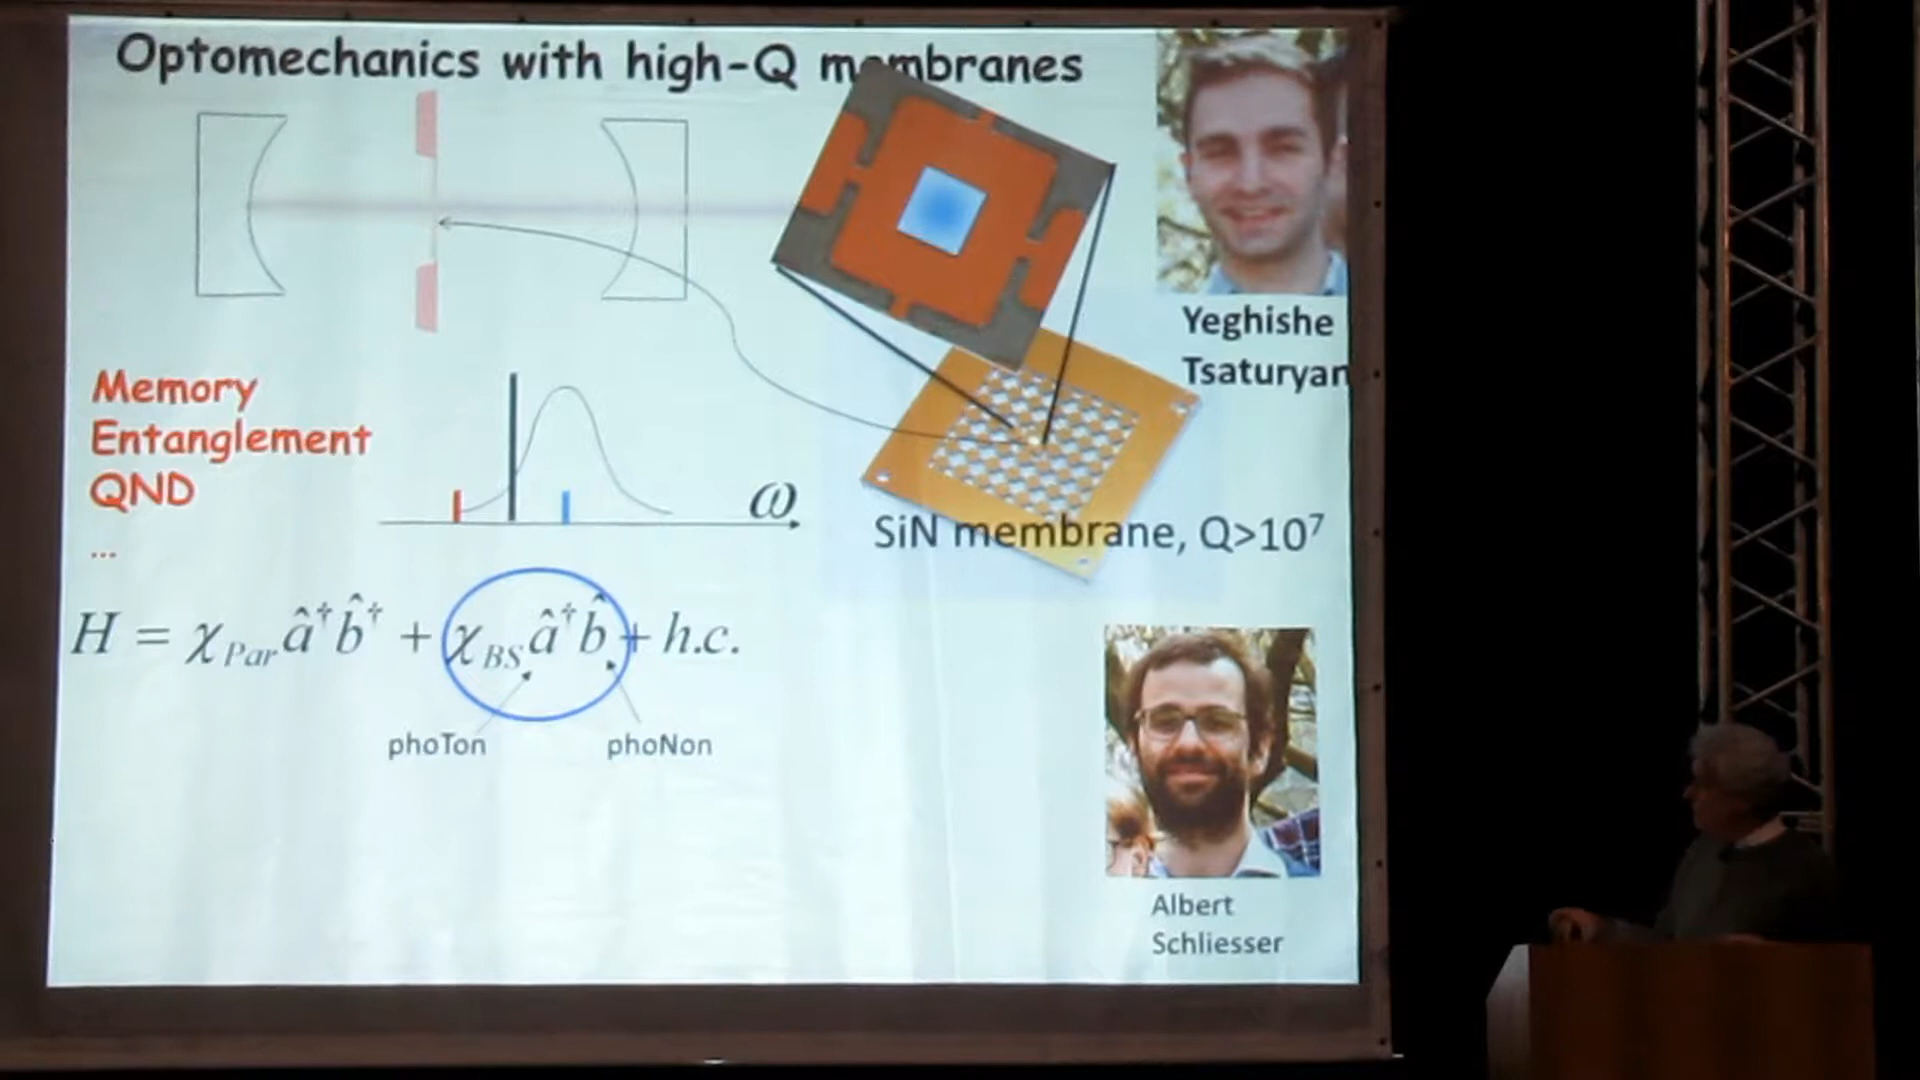 Optomechanics with high-Q membranes
Yeghishe
Tsaturyan
Memory
Entanglement
QND
...
ω
SiN membrane, Q>10⁷
H = χ_Par â†b̂† + χ_BS â†b̂ + h.c.
phoTon phoNon
Albert
Schliesser